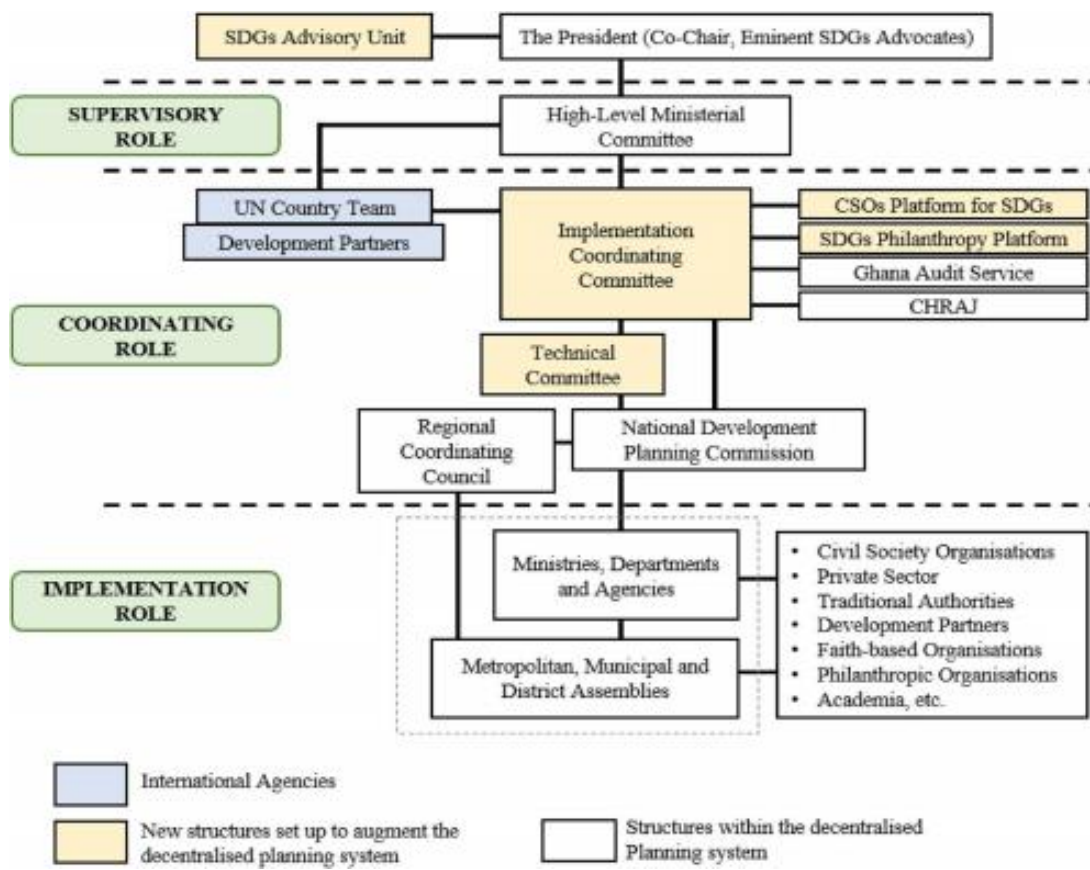 SDGs Advisory Unit
The President (Co-Chair, Eminent SDGs Advocates)
SUPERVISORY
ROLE
High-Level Ministerial
Committee
UN Country Team
Development Partners
Implementation
Coordinating
Committee
CSOs Platform for SDGs
SDGs Philanthropy Platform
Ghana Audit Service
CHRAJ
COORDINATING
ROLE
Technical
Committee
Regional
Coordinating
Council
National Development
Planning Commission
IMPLEMENTATION
ROLE
Ministries, Departments
and Agencies
Metropolitan, Municipal and
District Assemblies
• Civil Society Organisations
• Private Sector
• Traditional Authorities
• Development Partners
• Faith-based Organisations
• Philanthropic Organisations
• Academia, etc.
International Agencies
New structures set up to augment the
decentralised planning system
Structures within the decentralised
Planning system